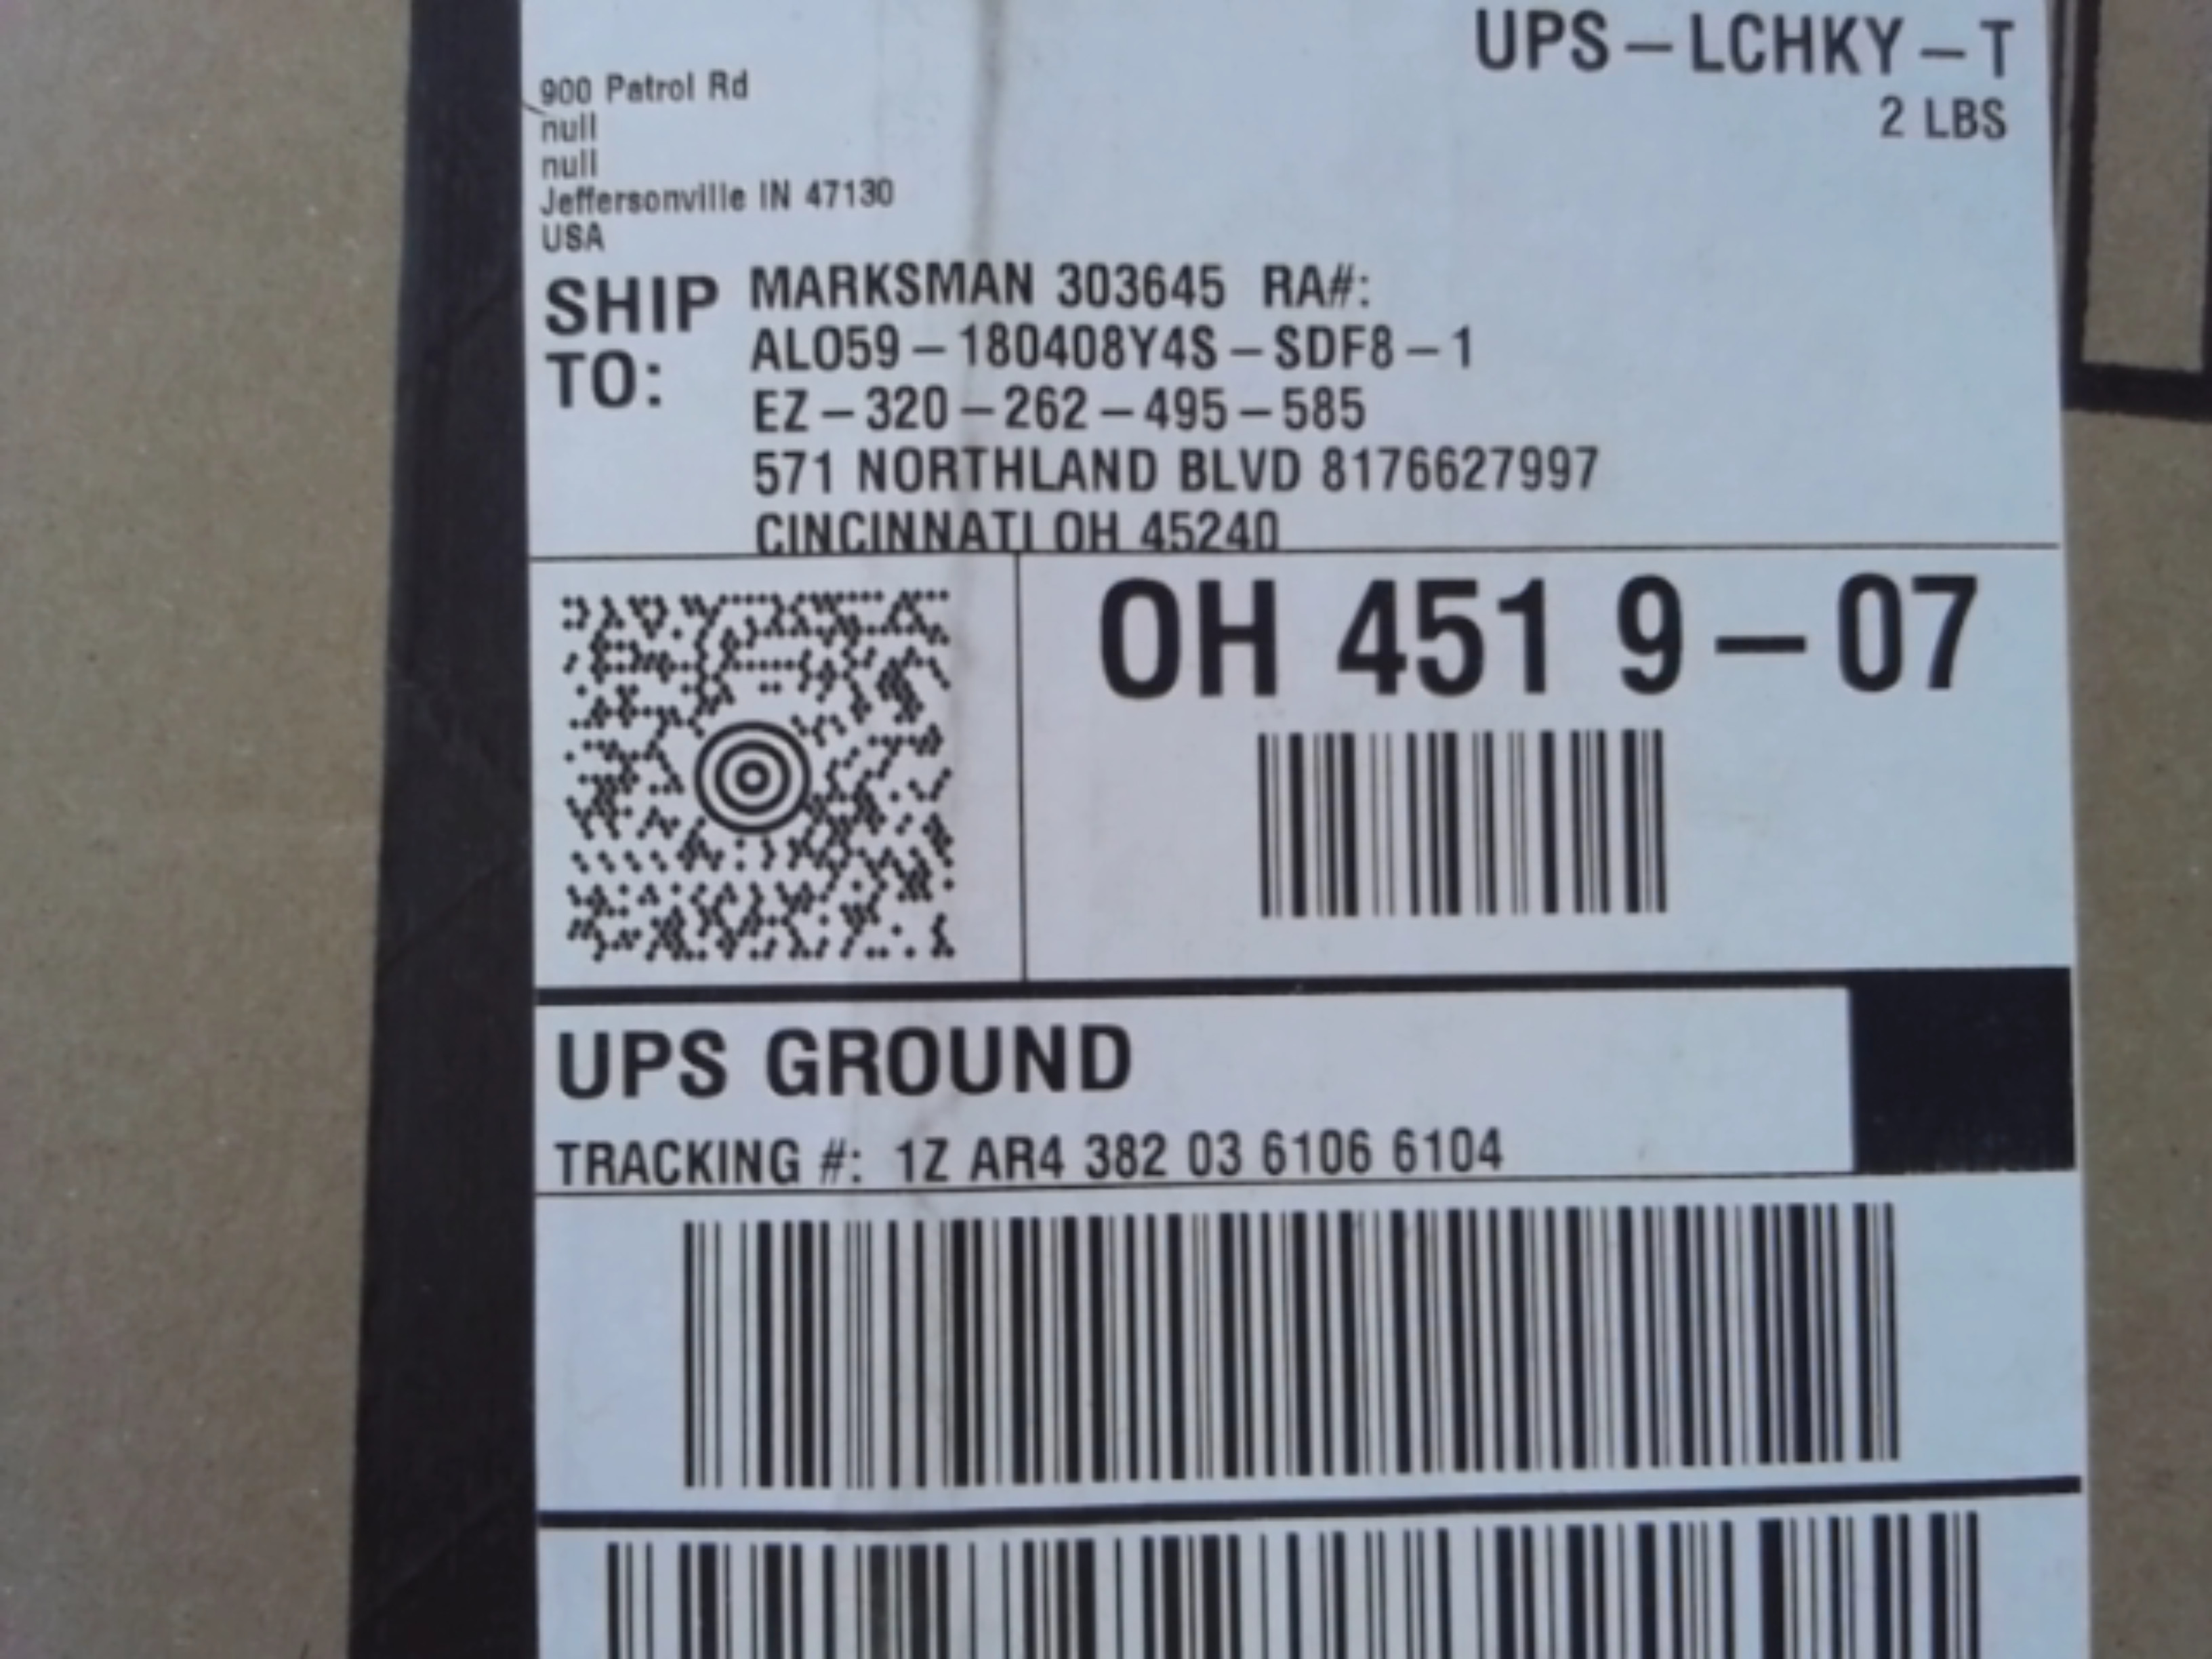 UPS – LCHKY – T
2 LBS
900 Patrol Rd
null
null
Jeffersonville IN 47130
USA
SHIP TO:
MARKSMAN 303645 RA#:
ALO59 – 180408Y4S – SDF8 – 1
EZ – 320 – 262 – 495 – 585
571 NORTHLAND BLVD 8176627997
CINCINNATI OH 45240
OH 451 9 – 07
UPS GROUND
TRACKING #: 1Z AR4 382 03 6106 6104